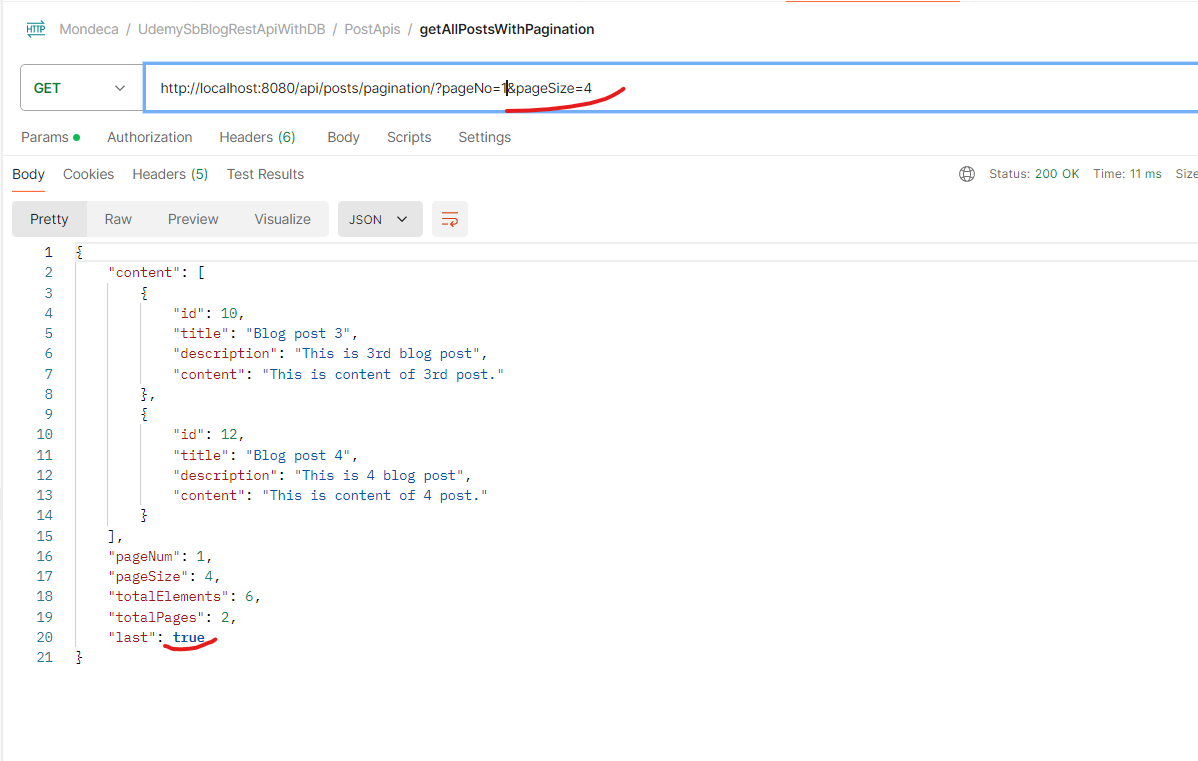 HTTP Mondeca / UdemySbBlogRestApiWithDB / PostApis / getAllPostsWithPagination
GET http://localhost:8080/api/posts/pagination/?pageNo=1&pageSize=4
Params Authorization Headers (6) Body Scripts Settings
Body Cookies Headers (5) Test Results Status: 200 OK Time: 11 ms Size
Pretty Raw Preview Visualize JSON
1 {
2 "content": [
3 {
4 "id": 10,
5 "title": "Blog post 3",
6 "description": "This is 3rd blog post",
7 "content": "This is content of 3rd post."
8 },
9 {
10 "id": 12,
11 "title": "Blog post 4",
12 "description": "This is 4 blog post",
13 "content": "This is content of 4 post."
14 }
15 ],
16 "pageNum": 1,
17 "pageSize": 4,
18 "totalElements": 6,
19 "totalPages": 2,
20 "last": true
21 }